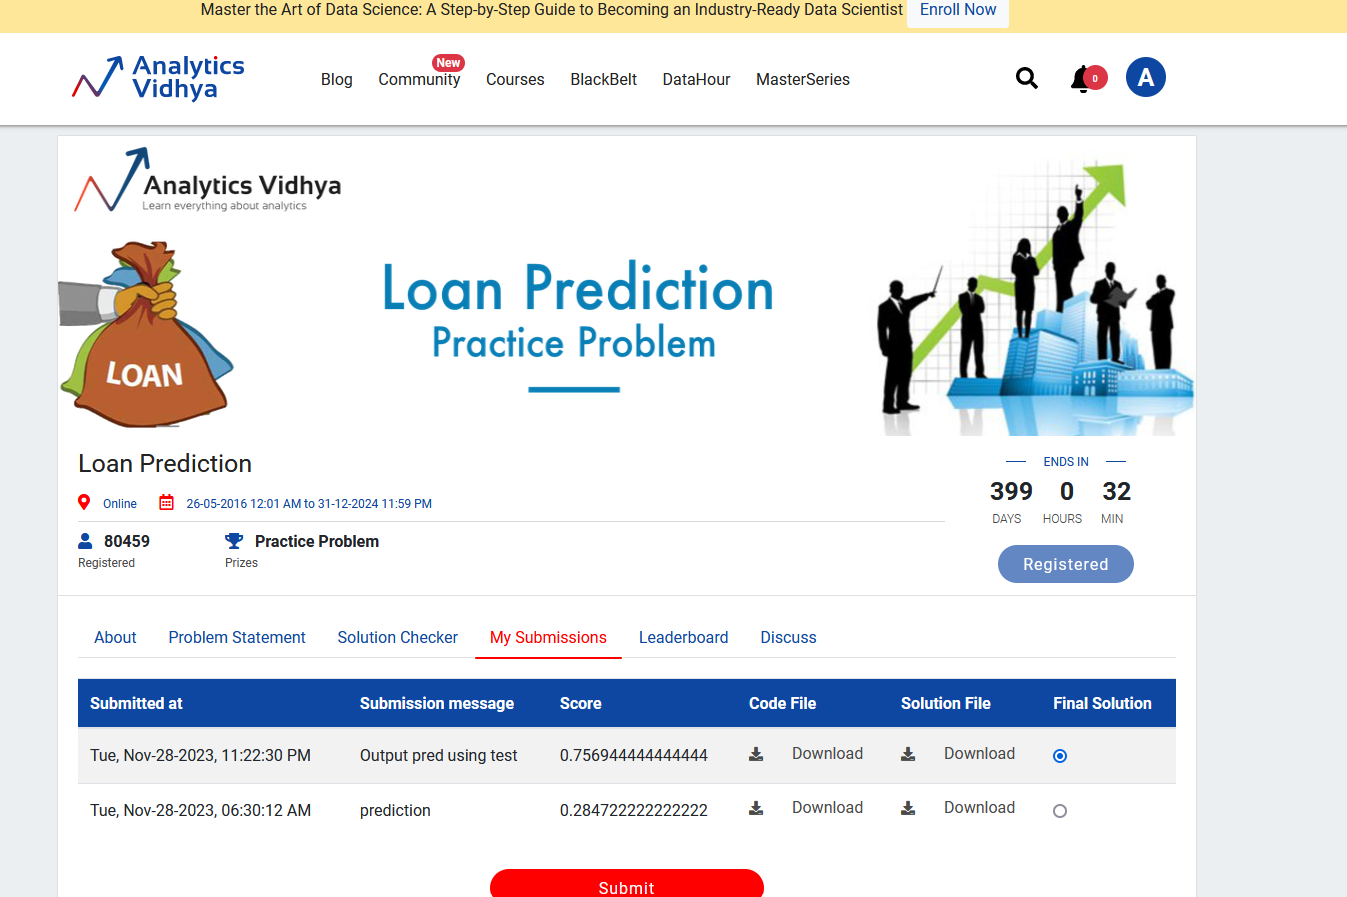 Master the Art of Data Science: A Step-by-Step Guide to Becoming an Industry-Ready Data Scientist Enroll Now
Analytics Vidhya
Blog Community New Courses BlackBelt DataHour MasterSeries 0 A
Analytics Vidhya
Learn everything about analytics
LOAN
Loan Prediction
Practice Problem
Loan Prediction
Online 26-05-2016 12:01 AM to 31-12-2024 11:59 PM
80459 Practice Problem
Registered Prizes
ENDS IN
399 0 32
DAYS HOURS MIN
Registered
About Problem Statement Solution Checker My Submissions Leaderboard Discuss
Submitted at Submission message Score Code File Solution File Final Solution
Tue, Nov-28-2023, 11:22:30 PM Output pred using test 0.756944444444444 Download Download
Tue, Nov-28-2023, 06:30:12 AM prediction 0.284722222222222 Download Download
Submit